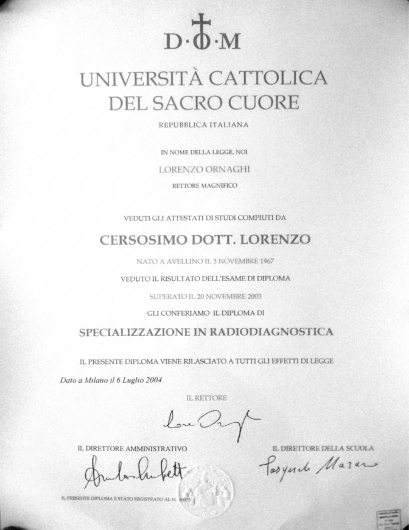 D·O·M
UNIVERSITÀ CATTOLICA
DEL SACRO CUORE
REPUBBLICA ITALIANA
IN NOME DELLA LEGGE, NOI
LORENZO ORNAGHI
RETTORE MAGNIFICO
VEDUTI GLI ATTESTATI DI STUDI COMPIUTI DA
CERSOSIMO DOTT. LORENZO
NATO A AVELLINO IL 3 NOVEMBRE 1967
VEDUTO IL RISULTATO DELL'ESAME DI DIPLOMA
SUPERATO IL 20 NOVEMBRE 2003
GLI CONFERIAMO IL DIPLOMA DI
SPECIALIZZAZIONE IN RADIODIAGNOSTICA
IL PRESENTE DIPLOMA VIENE RILASCIATO A TUTTI GLI EFFETTI DI LEGGE
Dato a Milano il 6 Luglio 2004
IL RETTORE
IL DIRETTORE AMMINISTRATIVO
IL DIRETTORE DELLA SCUOLA
Pasquale Marano
IL PRESENTE DIPLOMA È STATO REGISTRATO AL N.